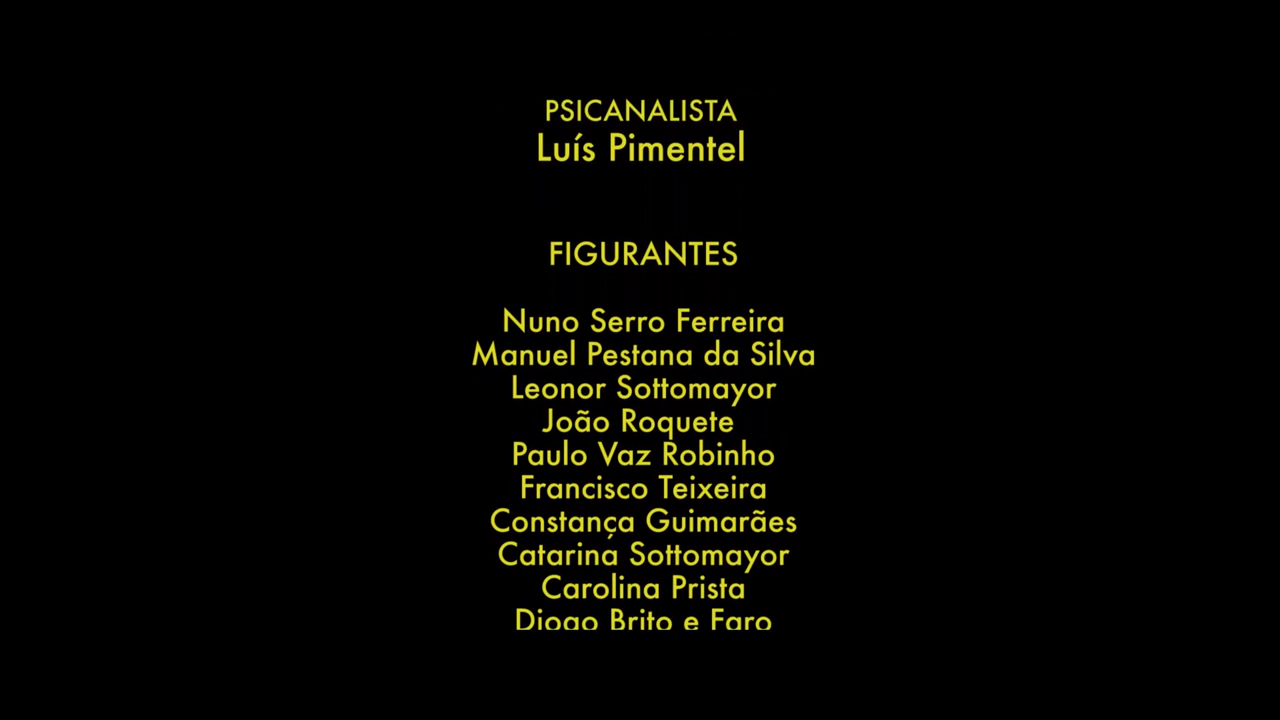 PSICANALISTA
Luís Pimentel
FIGURANTES
Nuno Serro Ferreira
Manuel Pestana da Silva
Leonor Sottomayor
João Roquete
Paulo Vaz Robinho
Francisco Teixeira
Constança Guimarães
Catarina Sottomayor
Carolina Prista
Diogo Brito e Faro